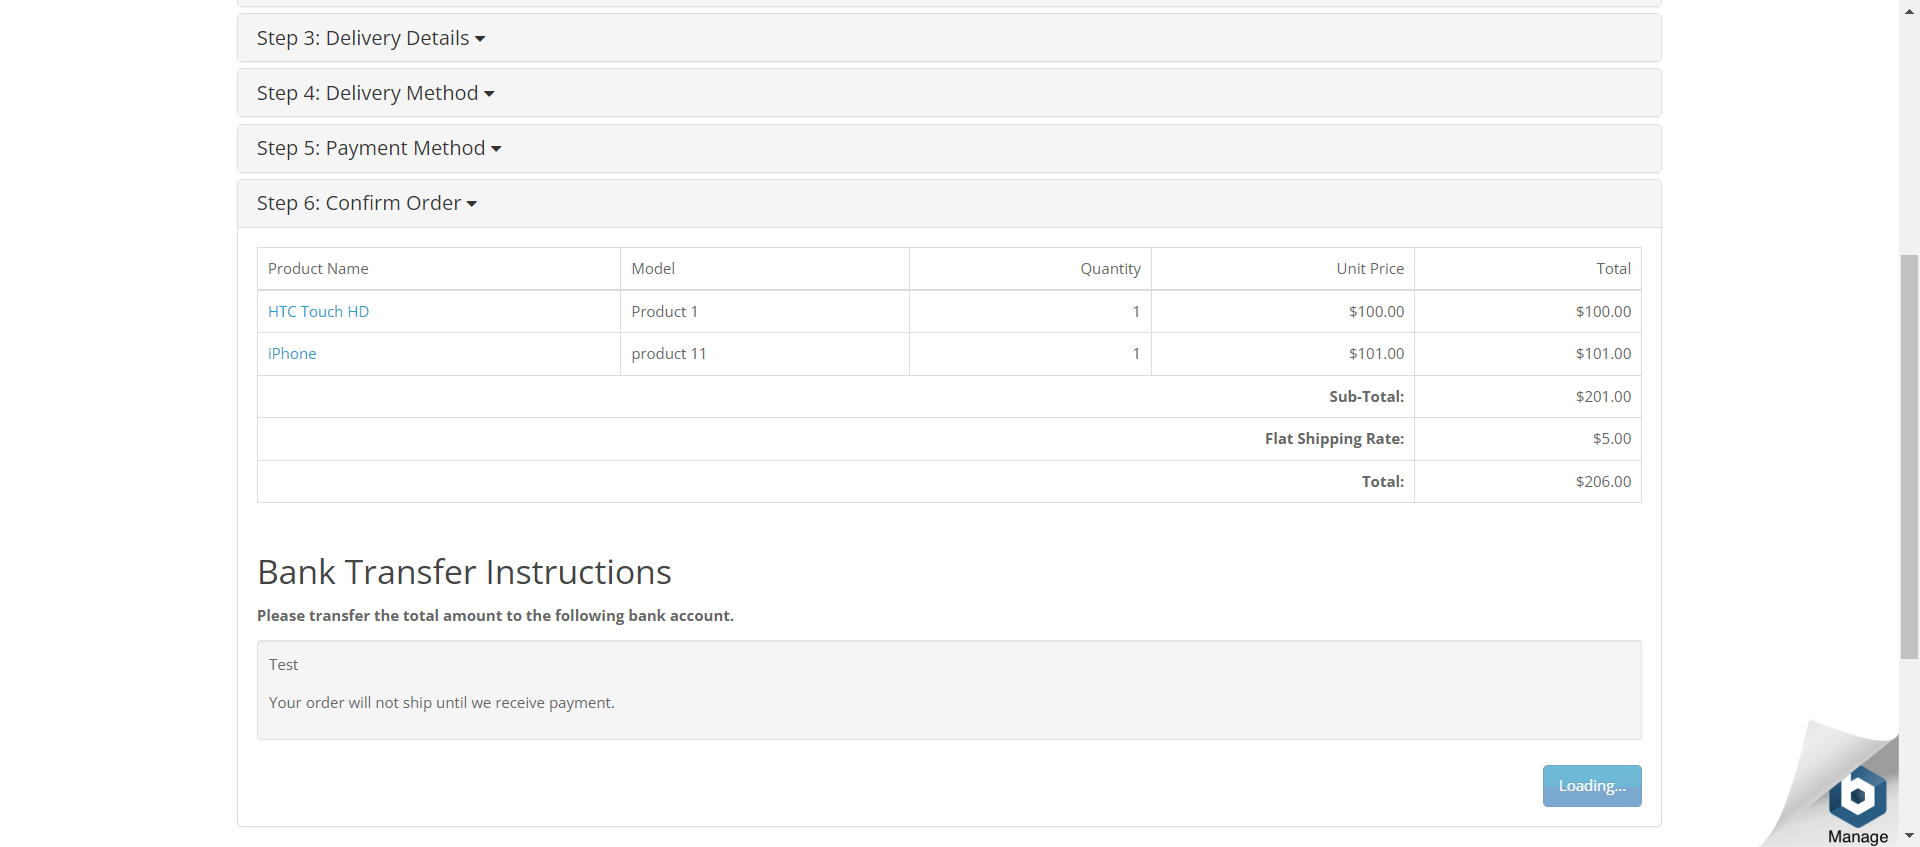 Step 3: Delivery Details
Step 4: Delivery Method
Step 5: Payment Method
Step 6: Confirm Order
Product Name Model Quantity Unit Price Total
HTC Touch HD Product 1 1 $100.00 $100.00
iPhone product 11 1 $101.00 $101.00
Sub-Total: $201.00
Flat Shipping Rate: $5.00
Total: $206.00
Bank Transfer Instructions
Please transfer the total amount to the following bank account.
Test
Your order will not ship until we receive payment.
Loading...
Manage